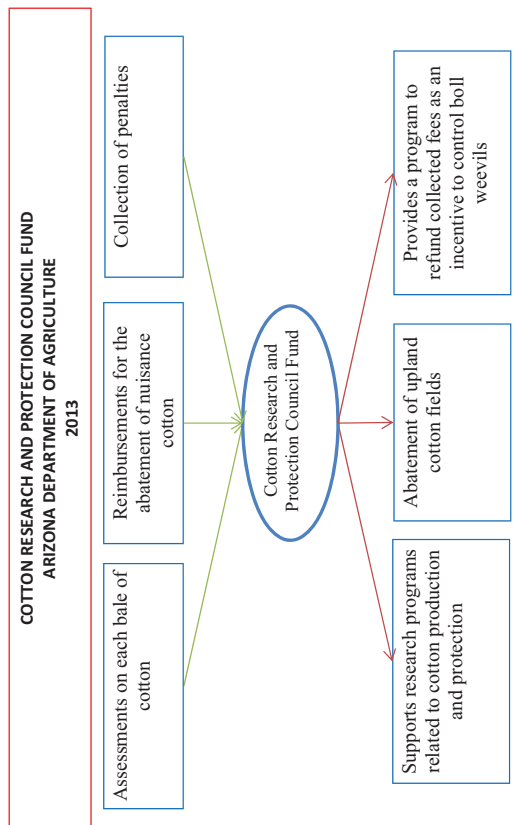 COTTON RESEARCH AND PROTECTION COUNCIL FUND
ARIZONA DEPARTMENT OF AGRICULTURE
2013
Assessments on each bale of
cotton
Reimbursements for the
abatement of nuisance
cotton
Collection of penalties
Cotton Research and
Protection Council Fund
Supports research programs
related to cotton production
and protection
Abatement of upland
cotton fields
Provides a program to
refund collected fees as an
incentive to control boll
weevils